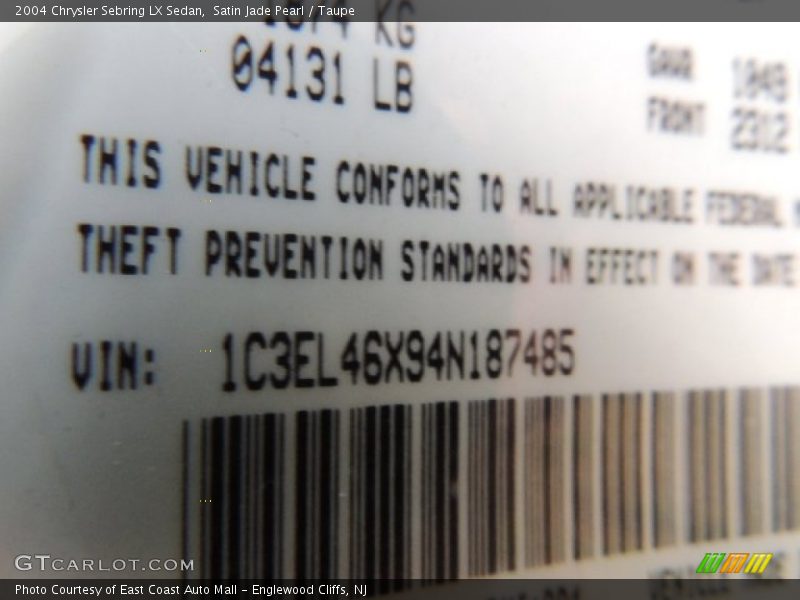 2004 Chrysler Sebring LX Sedan, Satin Jade Pearl / Taupe
KG
04131 LB
GAWR 1049
FRONT 2312
THIS VEHICLE CONFORMS TO ALL APPLICABLE FEDERAL
THEFT PREVENTION STANDARDS IN EFFECT ON THE DATE
VIN: 1C3EL46X94N187485
GTCARLOT.COM
Photo Courtesy of East Coast Auto Mall – Englewood Cliffs, NJ